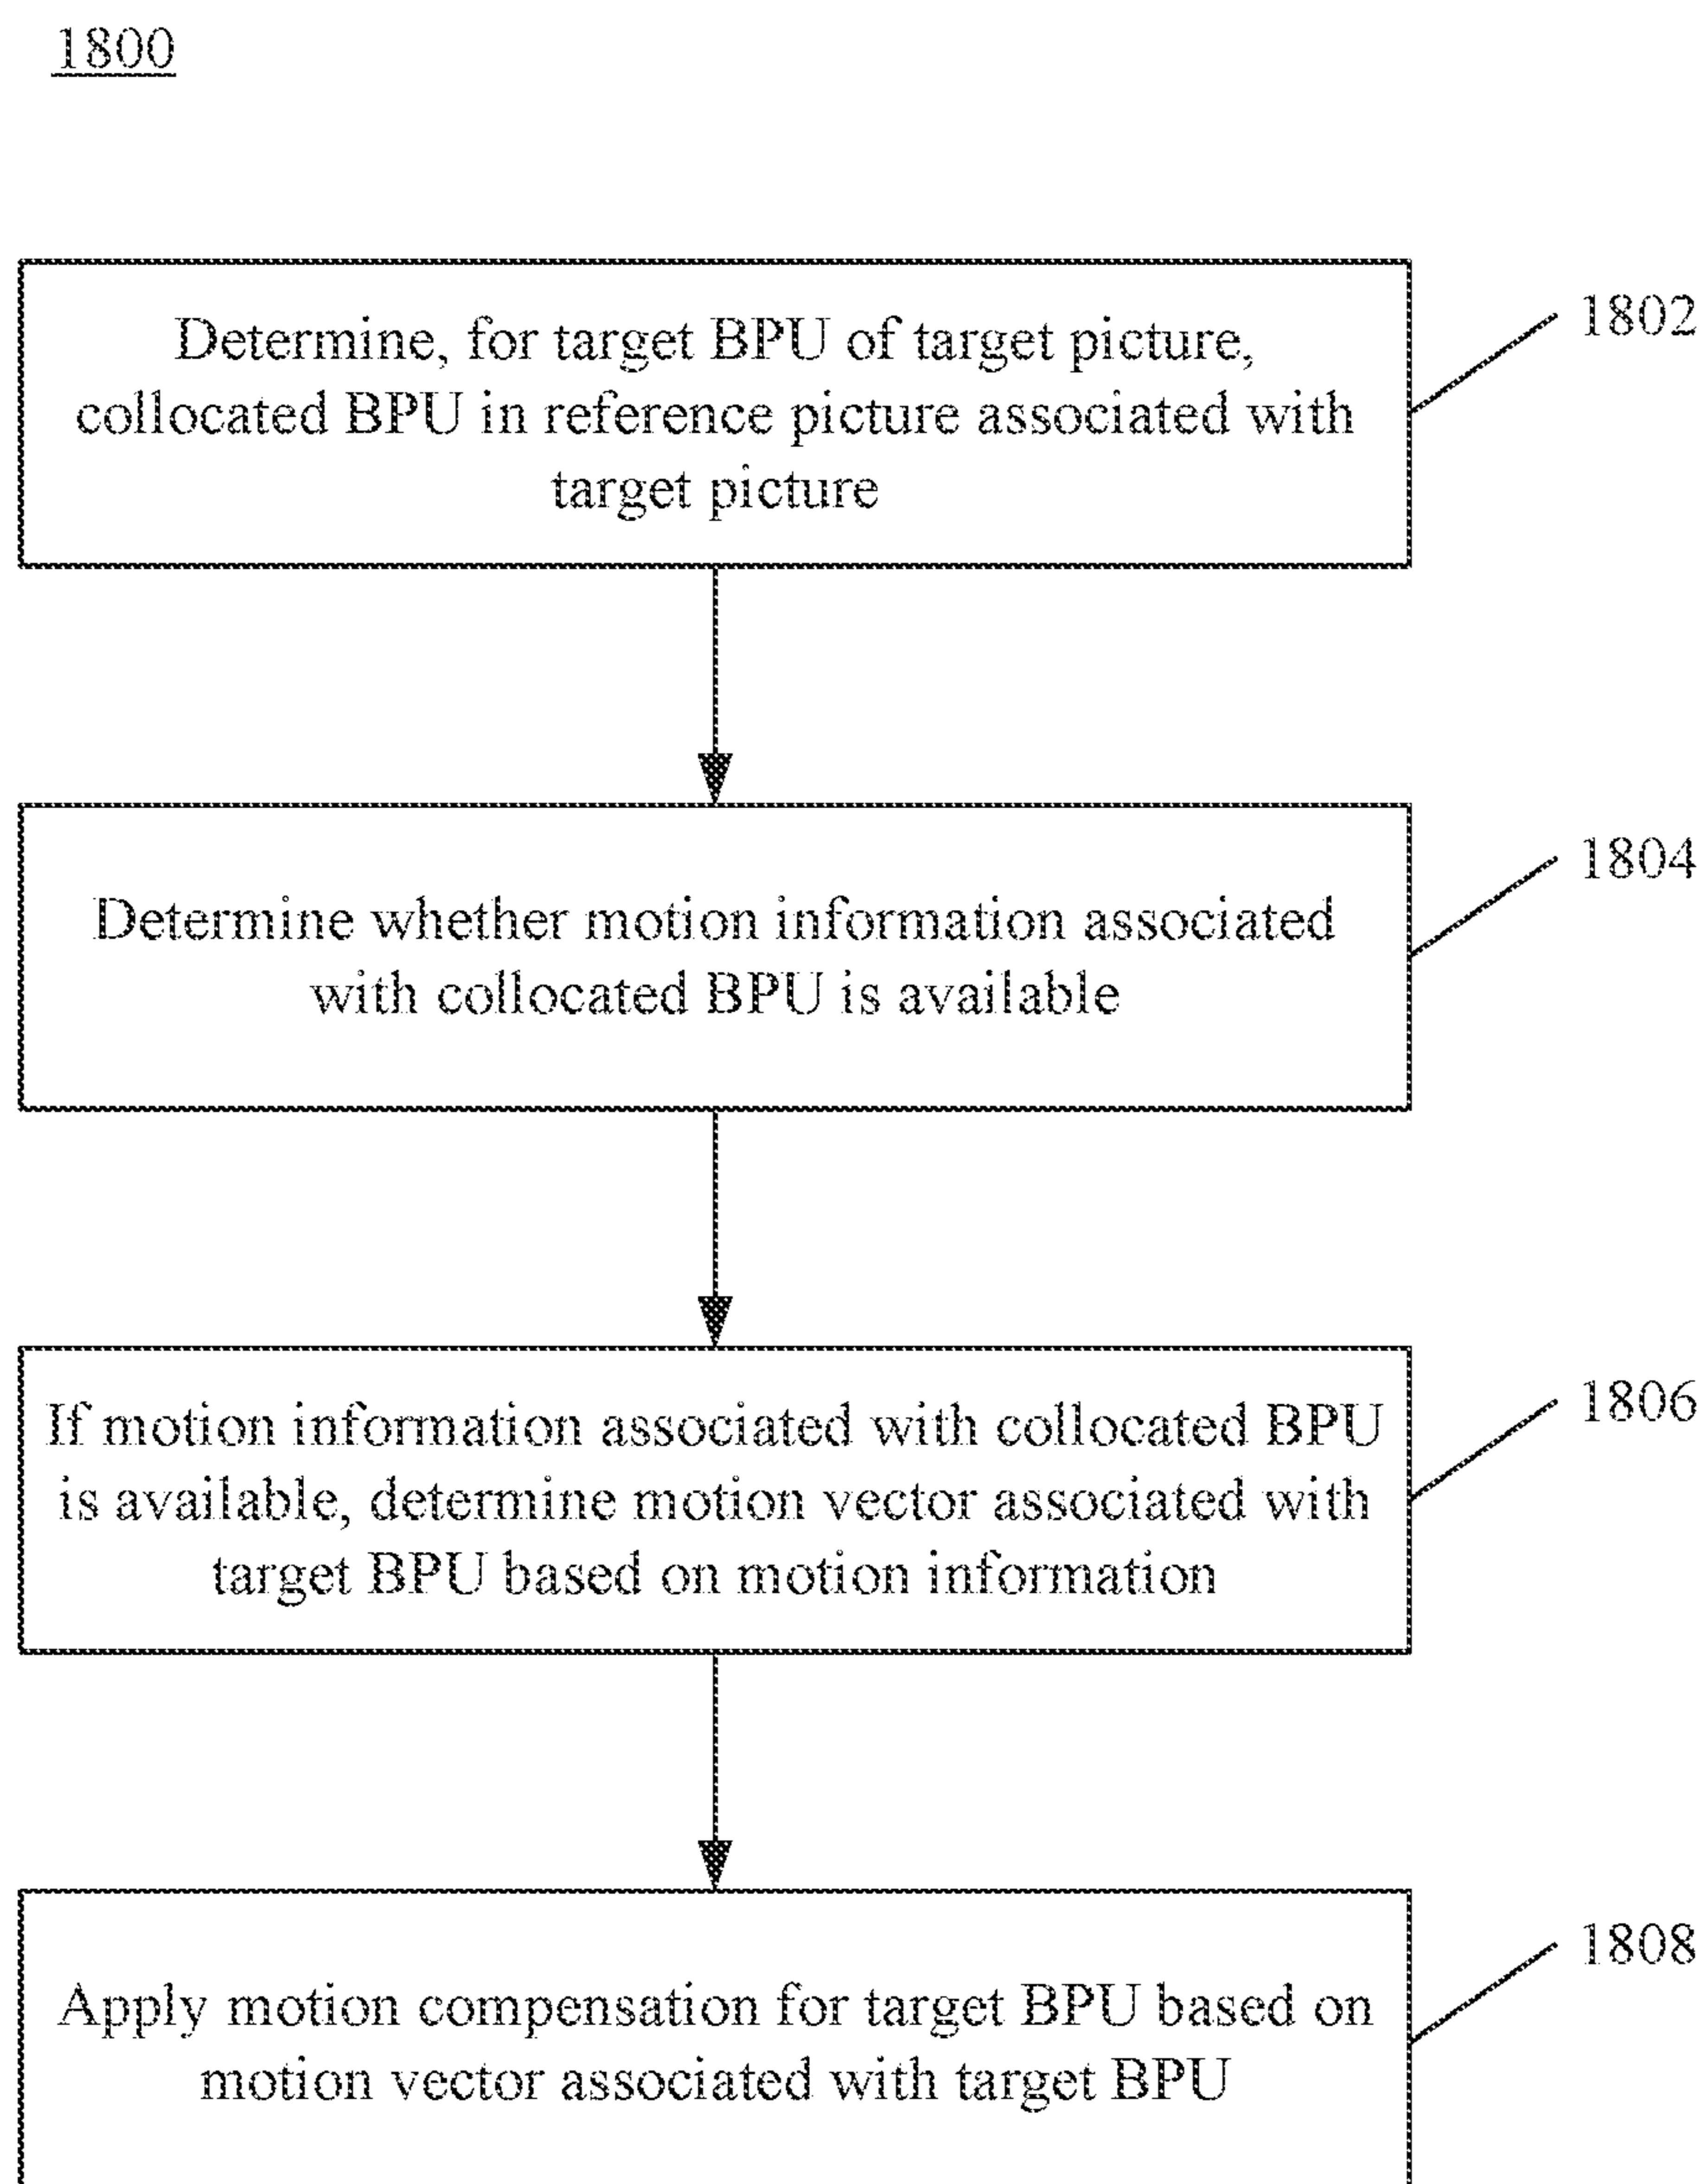 1800
Determine, for target BPU of target picture,
collocated BPU in reference picture associated with
target picture
1802
Determine whether motion information associated
with collocated BPU is available
1804
If motion information associated with collocated BPU
is available, determine motion vector associated with
target BPU based on motion information
1806
Apply motion compensation for target BPU based on
motion vector associated with target BPU
1808